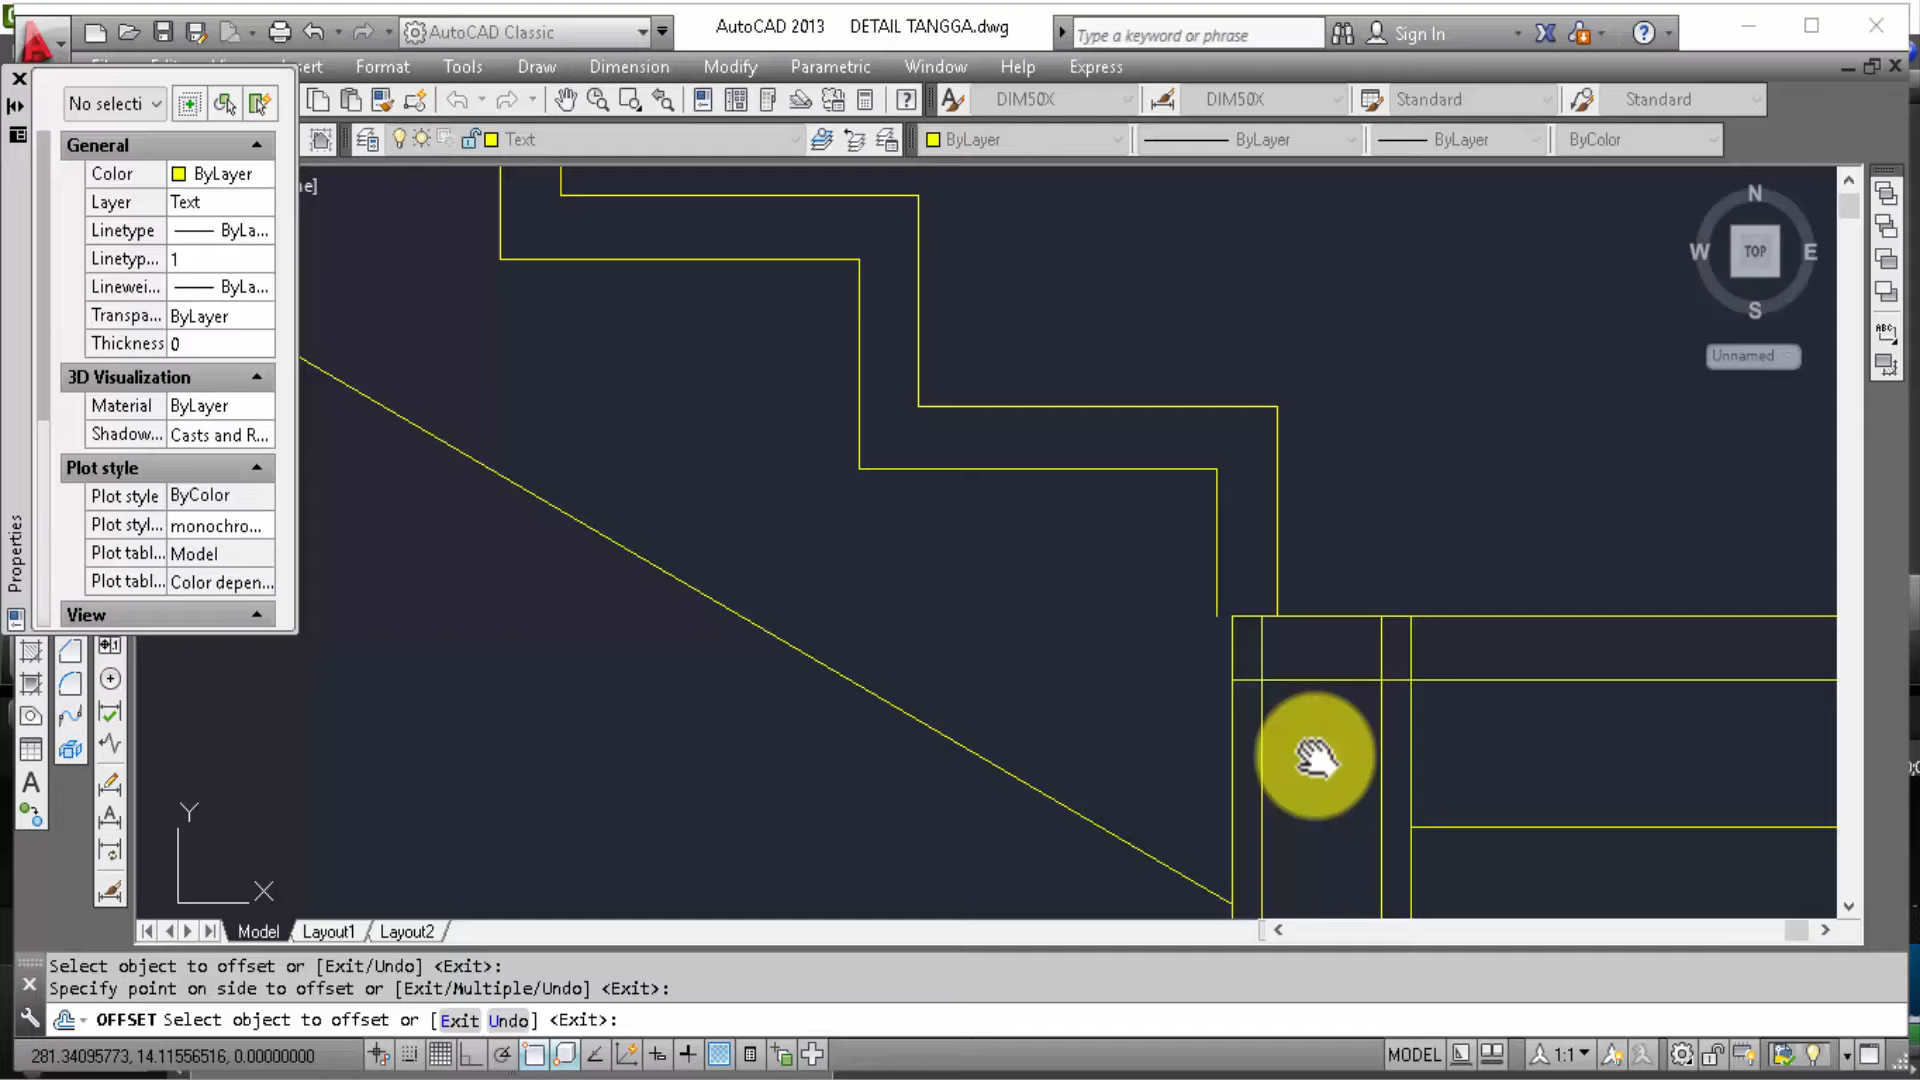 AutoCAD Classic
AutoCAD 2013 DETAIL TANGGA.dwg
Type a keyword or phrase
Sign In
Format Tools Draw Dimension Modify Parametric Window Help Express
No selecti
DIM50X
DIM50X
Standard
Standard
Text
ByLayer
ByLayer
ByLayer
ByColor
General
Color ByLayer
Layer Text
Linetype ByLa...
Linetyp... 1
Linewei... ByLa...
Transpa... ByLayer
Thickness 0
3D Visualization
Material ByLayer
Shadow... Casts and R...
Plot style
Plot style ByColor
Plot styl... monochro...
Plot tabl... Model
Plot tabl... Color depen...
View
Properties
N
W TOP E
S
Unnamed
Y
X
Model Layout1 Layout2
Select object to offset or [Exit/Undo] <Exit>:
Specify point on side to offset or [Exit/Multiple/Undo] <Exit>:
OFFSET Select object to offset or [Exit Undo] <Exit>:
281.34095773, 14.11556516, 0.00000000
MODEL
1:1